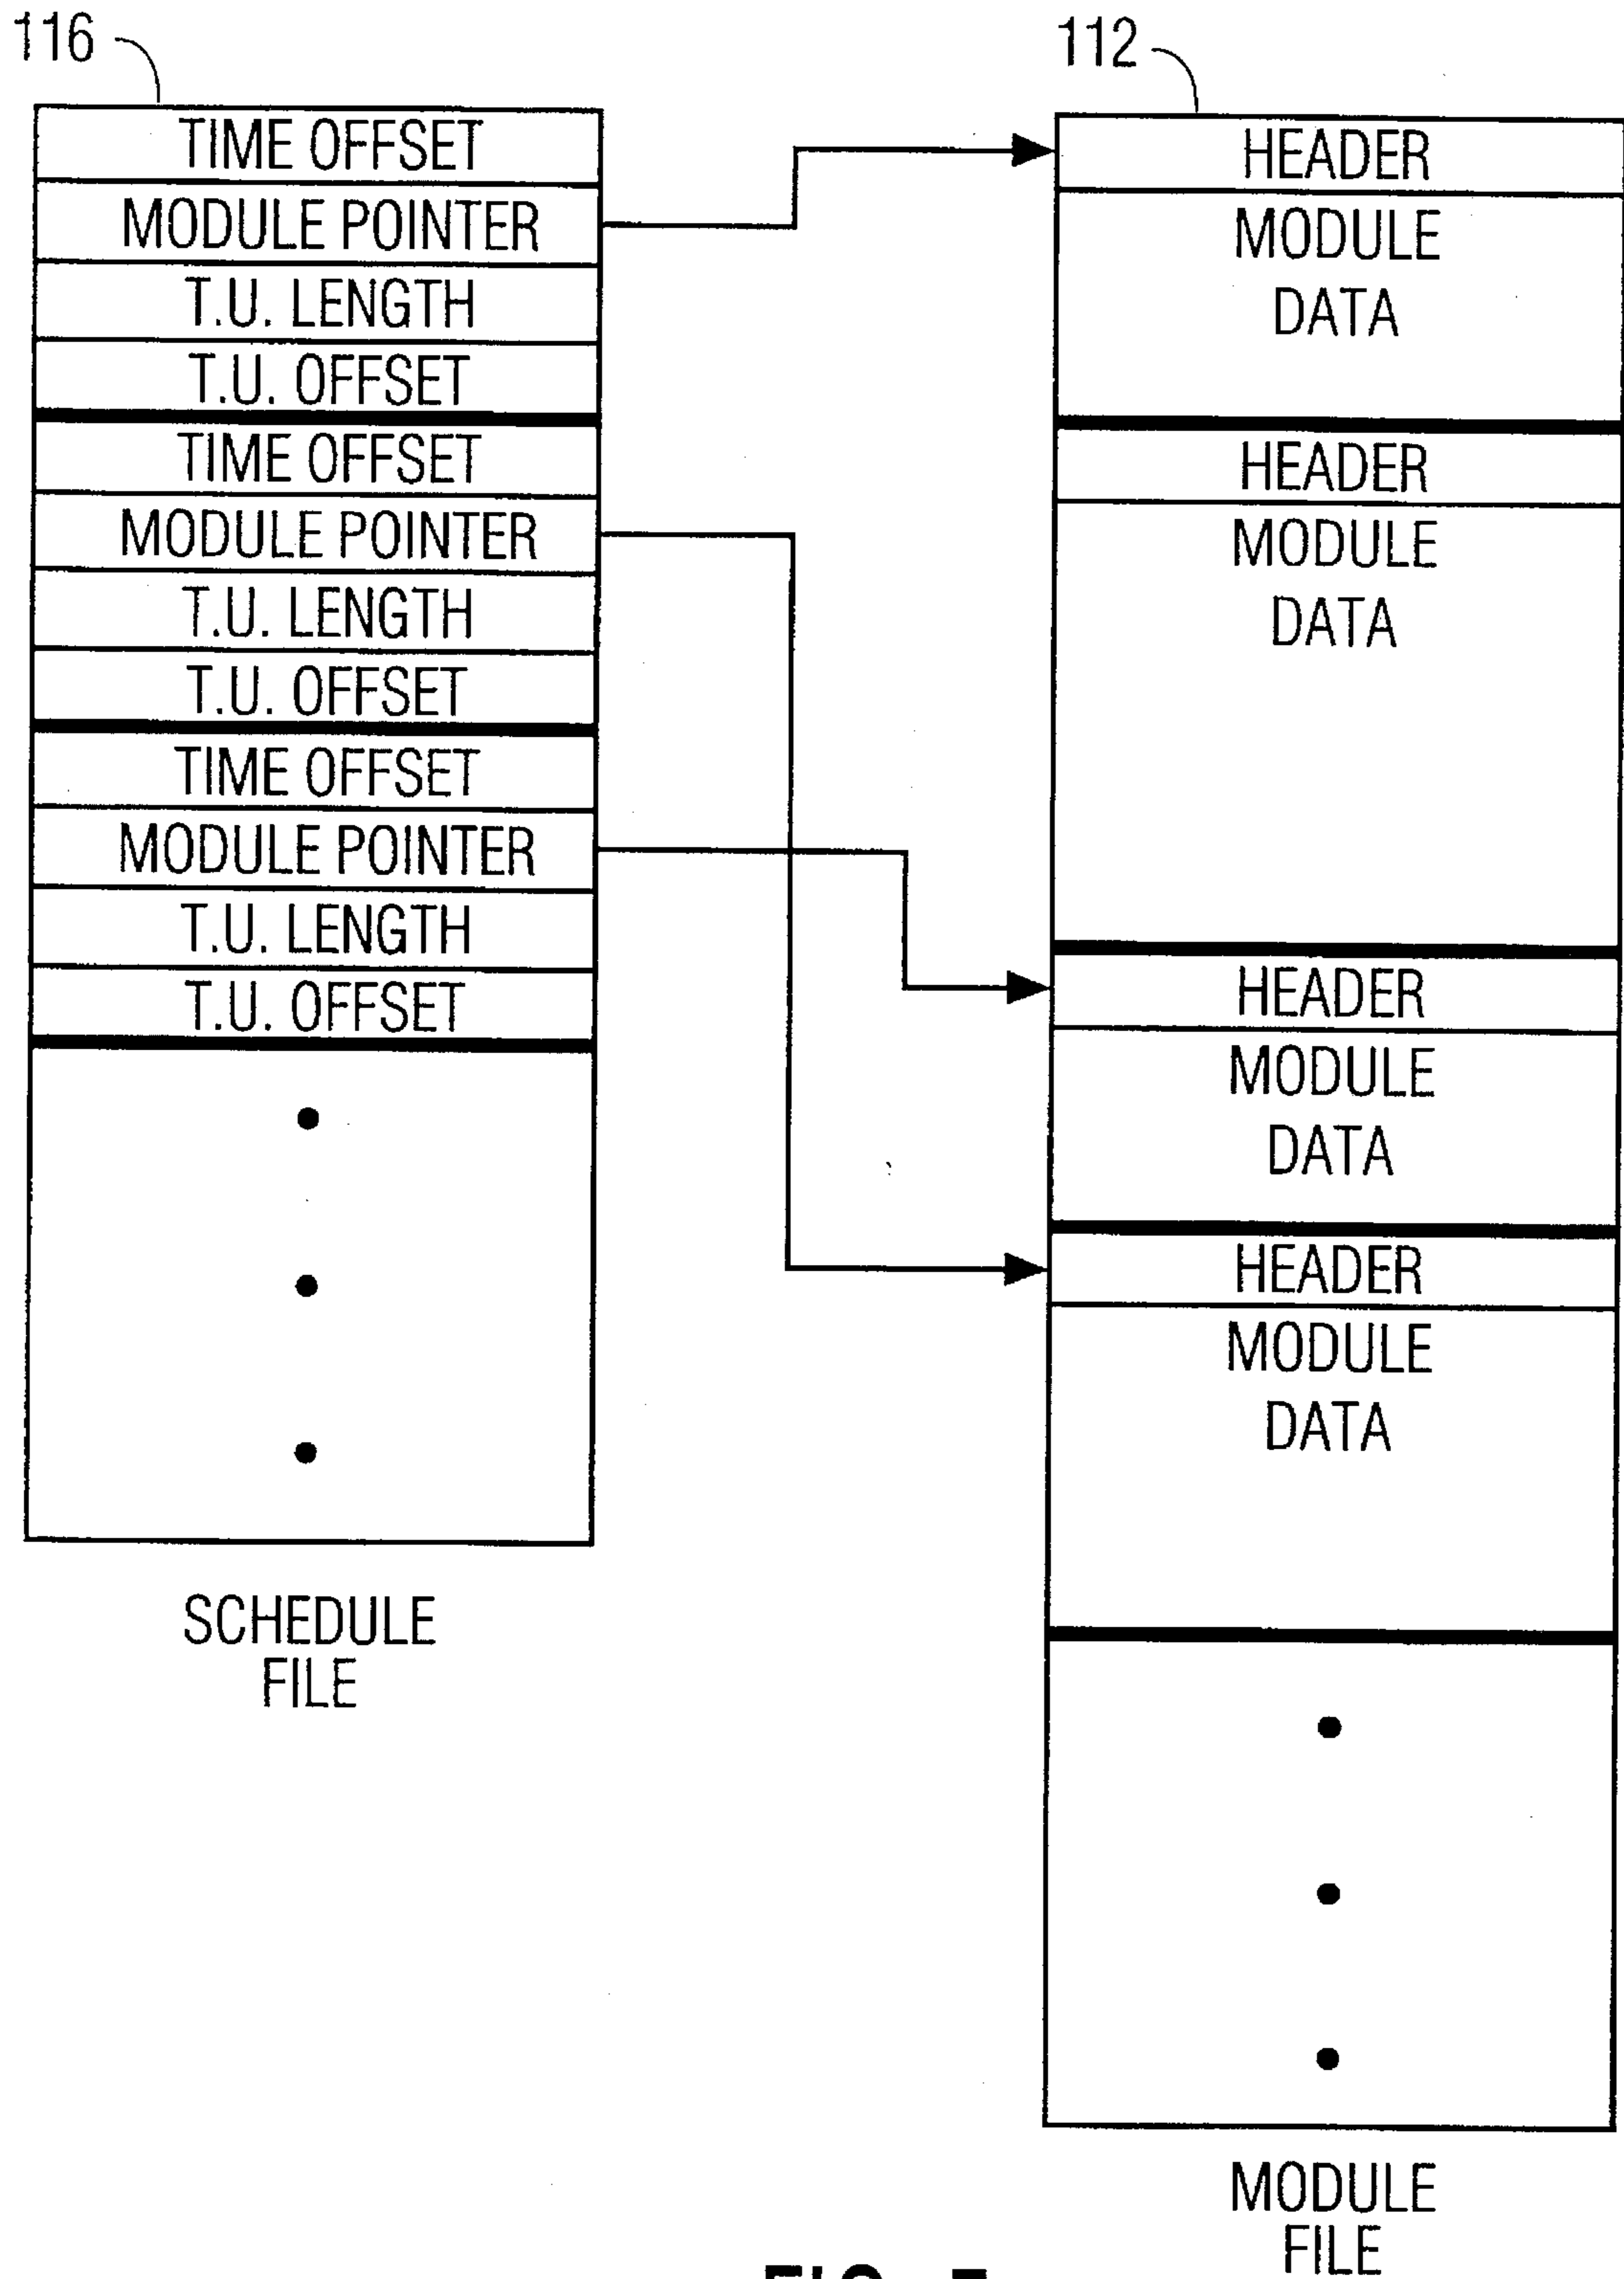 116
TIME OFFSET
MODULE POINTER
T.U. LENGTH
T.U. OFFSET
TIME OFFSET
MODULE POINTER
T.U. LENGTH
T.U. OFFSET
TIME OFFSET
MODULE POINTER
T.U. LENGTH
T.U. OFFSET
SCHEDULE
FILE
112
HEADER
MODULE
DATA
HEADER
MODULE
DATA
HEADER
MODULE
DATA
HEADER
MODULE
DATA
MODULE
FILE
FIG.